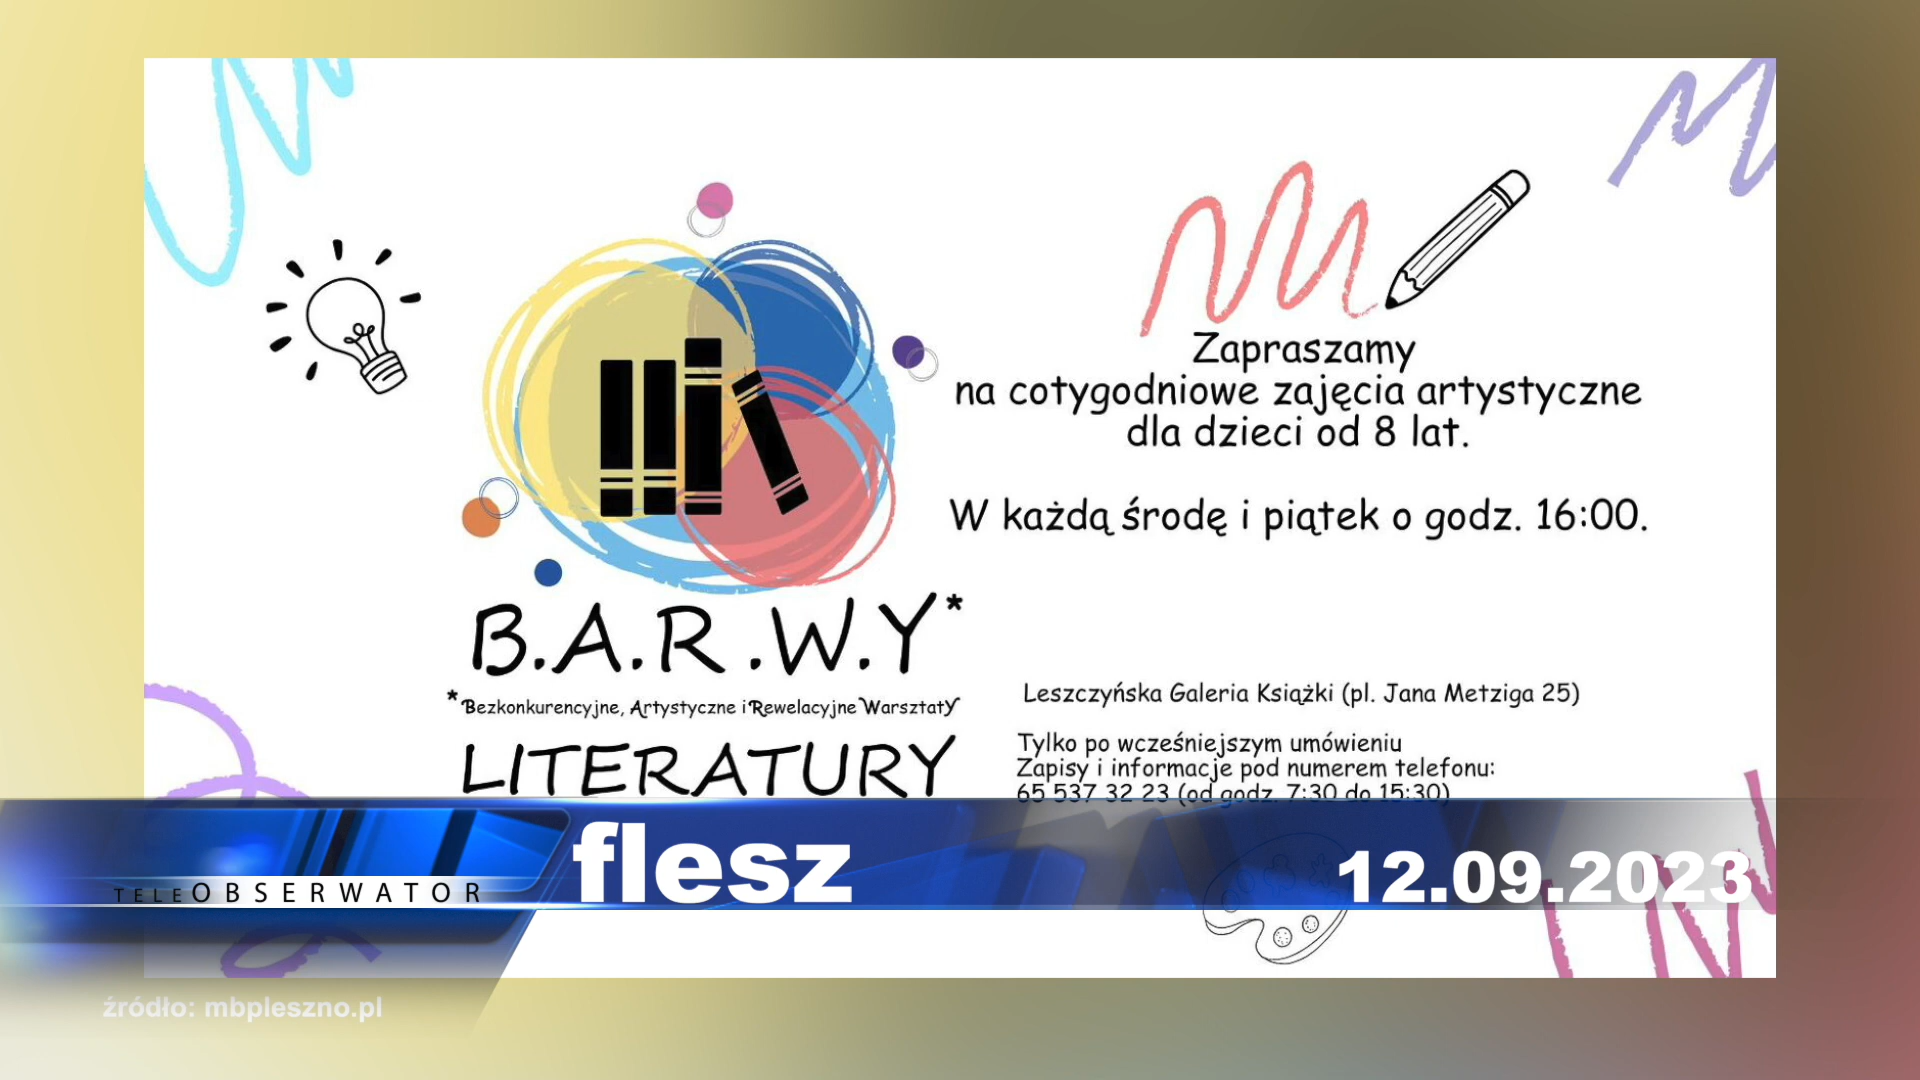 Zapraszamy
na cotygodniowe zajęcia artystyczne
dla dzieci od 8 lat.
W każdą środę i piątek o godz. 16:00.
B.A.R.W.Y*
*Bezkonkurencyjne, Artystyczne i Rewelacyjne WarsztatY
LITERATURY
Leszczyńska Galeria Książki (pl. Jana Metziga 25)
Tylko po wcześniejszym umówieniu
Zapisy i informacje pod numerem telefonu:
65 537 32 23 (od godz. 7:30 do 15:30)
flesz
12.09.2023
TELEOBSERWATOR
źródło: mbpleszno.pl